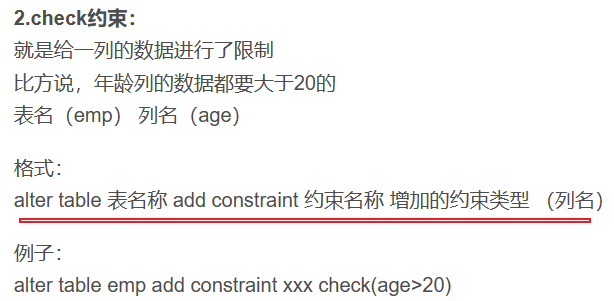 2.check约束：
就是给一列的数据进行了限制
比方说，年龄列的数据都要大于20的
表名（emp） 列名（age）
格式：
alter table 表名称 add constraint 约束名称 增加的约束类型 （列名）
例子：
alter table emp add constraint xxx check(age>20)